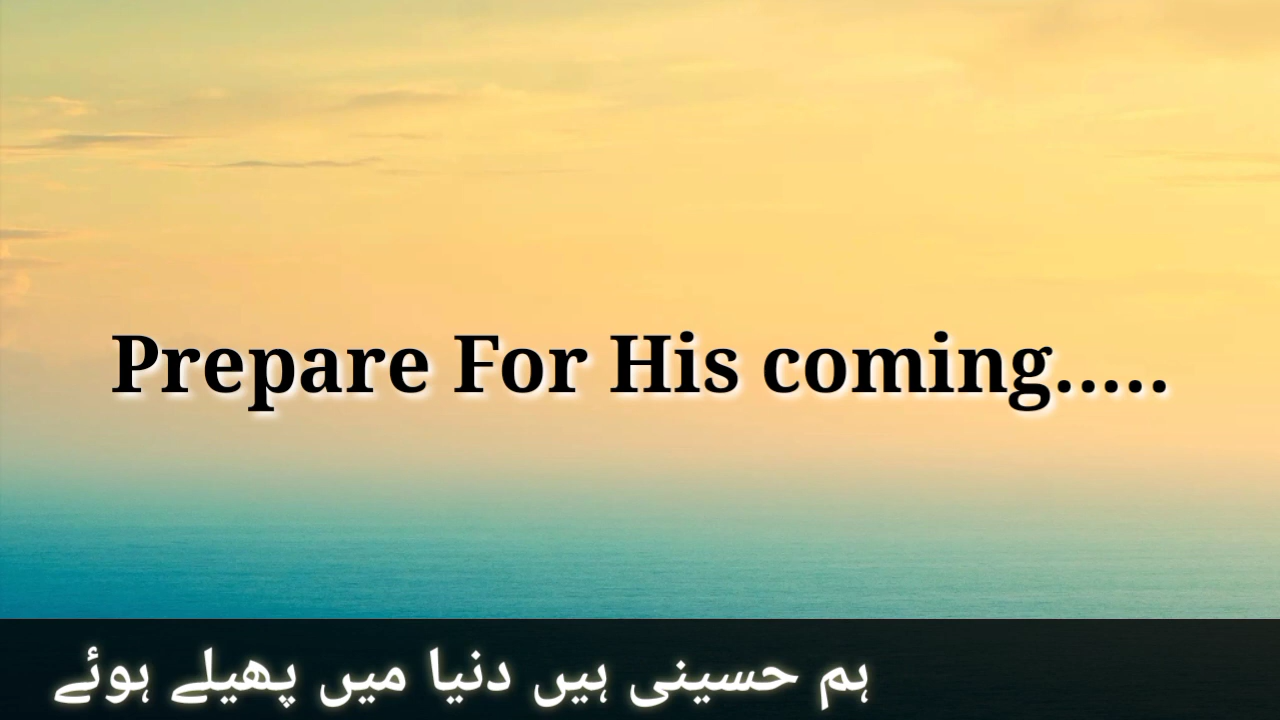 Prepare For His coming.....
ہم حسینی ہیں دنیا میں پھیلے ہوئے